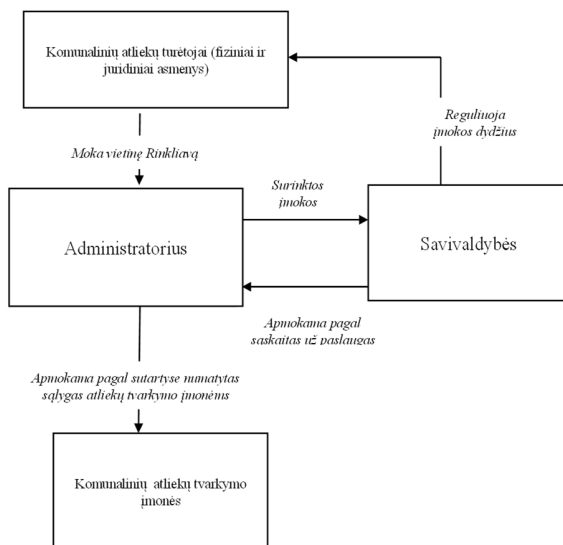 Komunalinių atliekų turėtojai (fiziniai ir
juridiniai asmenys)
Reguliuoja
įmokos dydžius
Moka vietinę Rinkliavą
Surinktos
įmokos
Administratorius
Savivaldybės
Apmokama pagal
sąskaitas už paslaugas
Apmokama pagal sutartyse numatytas
sąlygas atliekų tvarkymo įmonėms
Komunalinių atliekų tvarkymo
įmonės